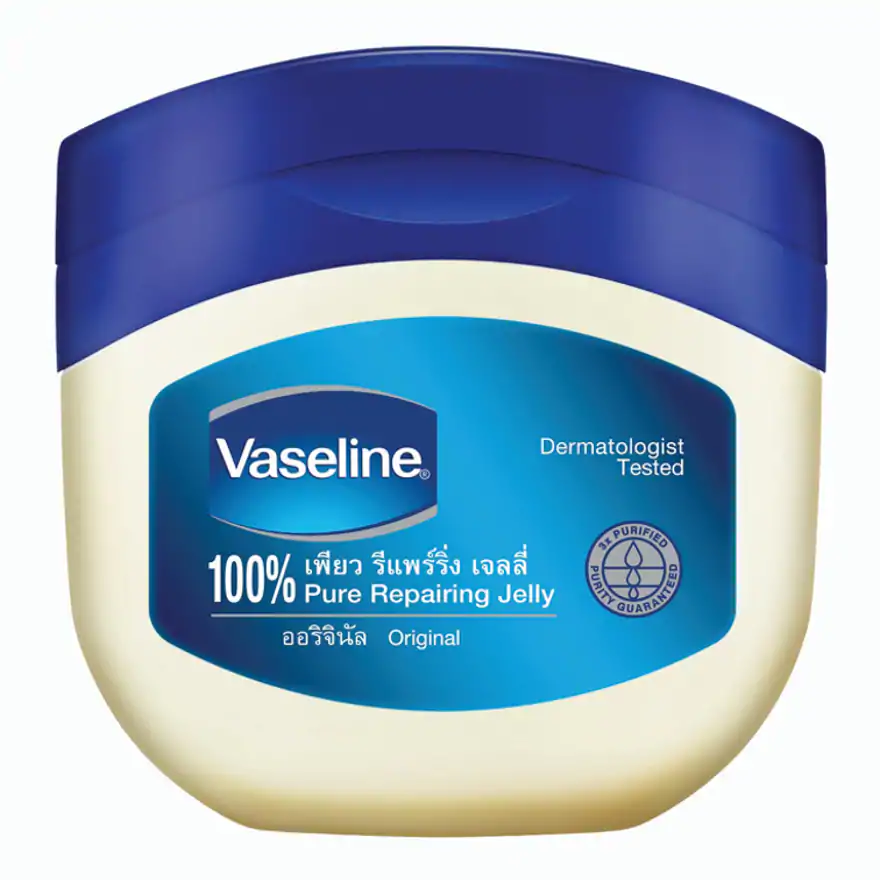 Vaseline®
Dermatologist
Tested
100% เพียว รีแพร์ริ่ง เจลลี่
Pure Repairing Jelly
ออริจินัล Original
3x PURIFIED
PURITY GUARANTEED